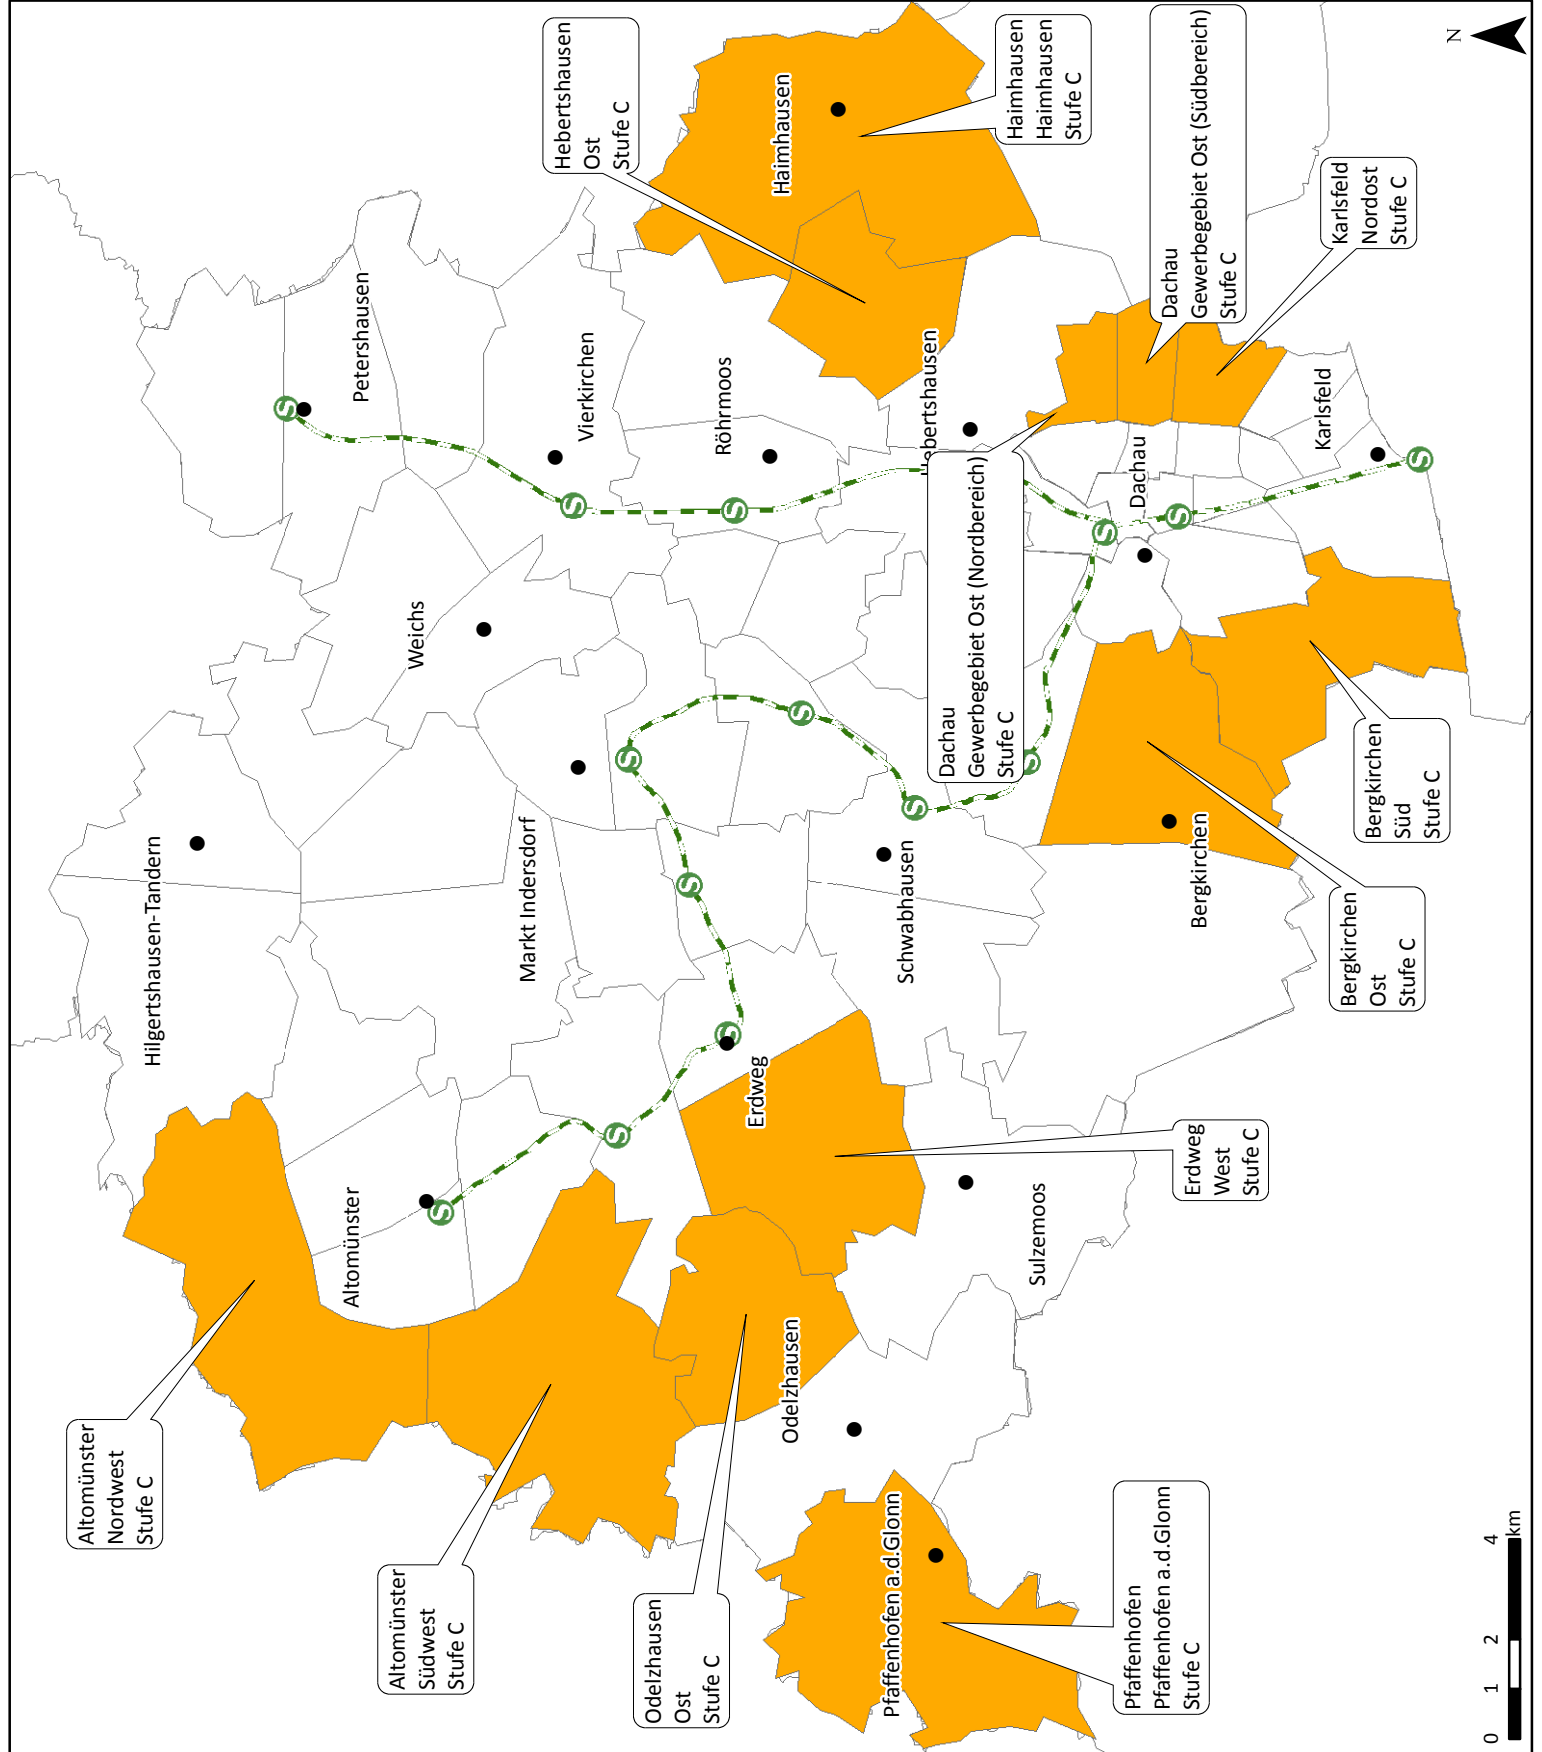 Altomünster
Nordwest
Stufe C
Hilgertshausen-Tandern
Petershausen
Altomünster
Weichs
Altomünster
Südwest
Stufe C
Markt Indersdorf
Vierkirchen
Hebertshausen
Ost
Stufe C
Odelzhausen
Ost
Stufe C
Erdweg
Röhrmoos
Haimhausen
Odelzhausen
Pfaffenhofen a.d.Glonn
Schwabhausen
ebertshausen
Haimhausen
Haimhausen
Stufe C
Dachau
Gewerbegebiet Ost (Nordbereich)
Stufe C
Sulzemoos
Pfaffenhofen
Pfaffenhofen a.d.Glonn
Stufe C
Erdweg
West
Stufe C
Bergkirchen
Dachau
Dachau
Gewerbegebiet Ost (Südbereich)
Stufe C
Bergkirchen
Ost
Stufe C
Bergkirchen
Süd
Stufe C
Karlsfeld
Karlsfeld
Nordost
Stufe C
N
0 1 2 4
km
S
S
S
S
S
S
S
S
S
S
S
S
S
S